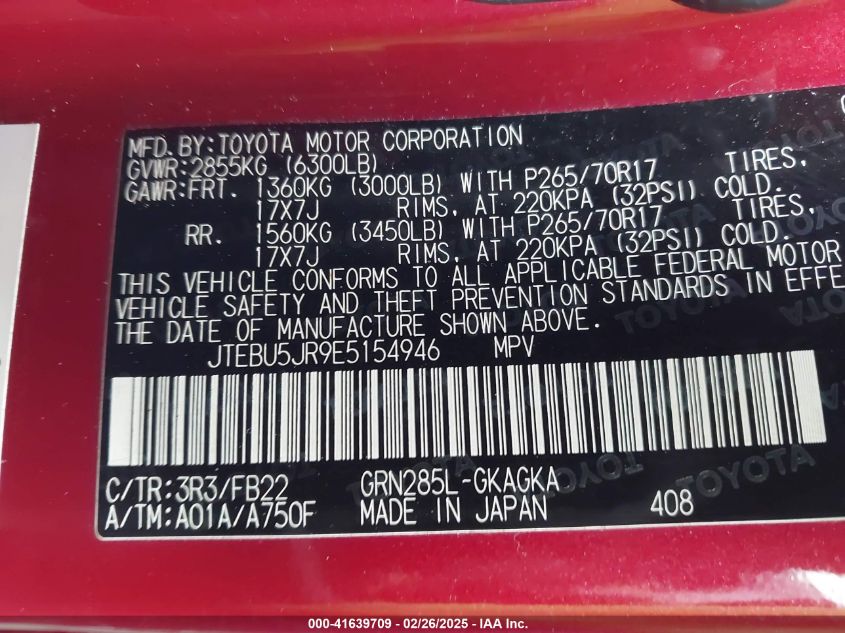 MFD. BY: TOYOTA MOTOR CORPORATION
GVWR: 2855KG (6300LB)
GAWR: FRT. 1360KG (3000LB) WITH P265/70R17 TIRES,
17X7J RIMS, AT 220KPA (32PSI) COLD.
RR. 1560KG (3450LB) WITH P265/70R17 TIRES,
17X7J RIMS, AT 220KPA (32PSI) COLD.
THIS VEHICLE CONFORMS TO ALL APPLICABLE FEDERAL MOTOR
VEHICLE SAFETY AND THEFT PREVENTION STANDARDS IN EFFE
THE DATE OF MANUFACTURE SHOWN ABOVE.
JTEBU5JR9E5154946 MPV
C/TR: 3R3/FB22 GRN285L-GKAGKA
A/TM: A01A/A750F MADE IN JAPAN 408
000-41639709 - 02/26/2025 - IAA Inc.